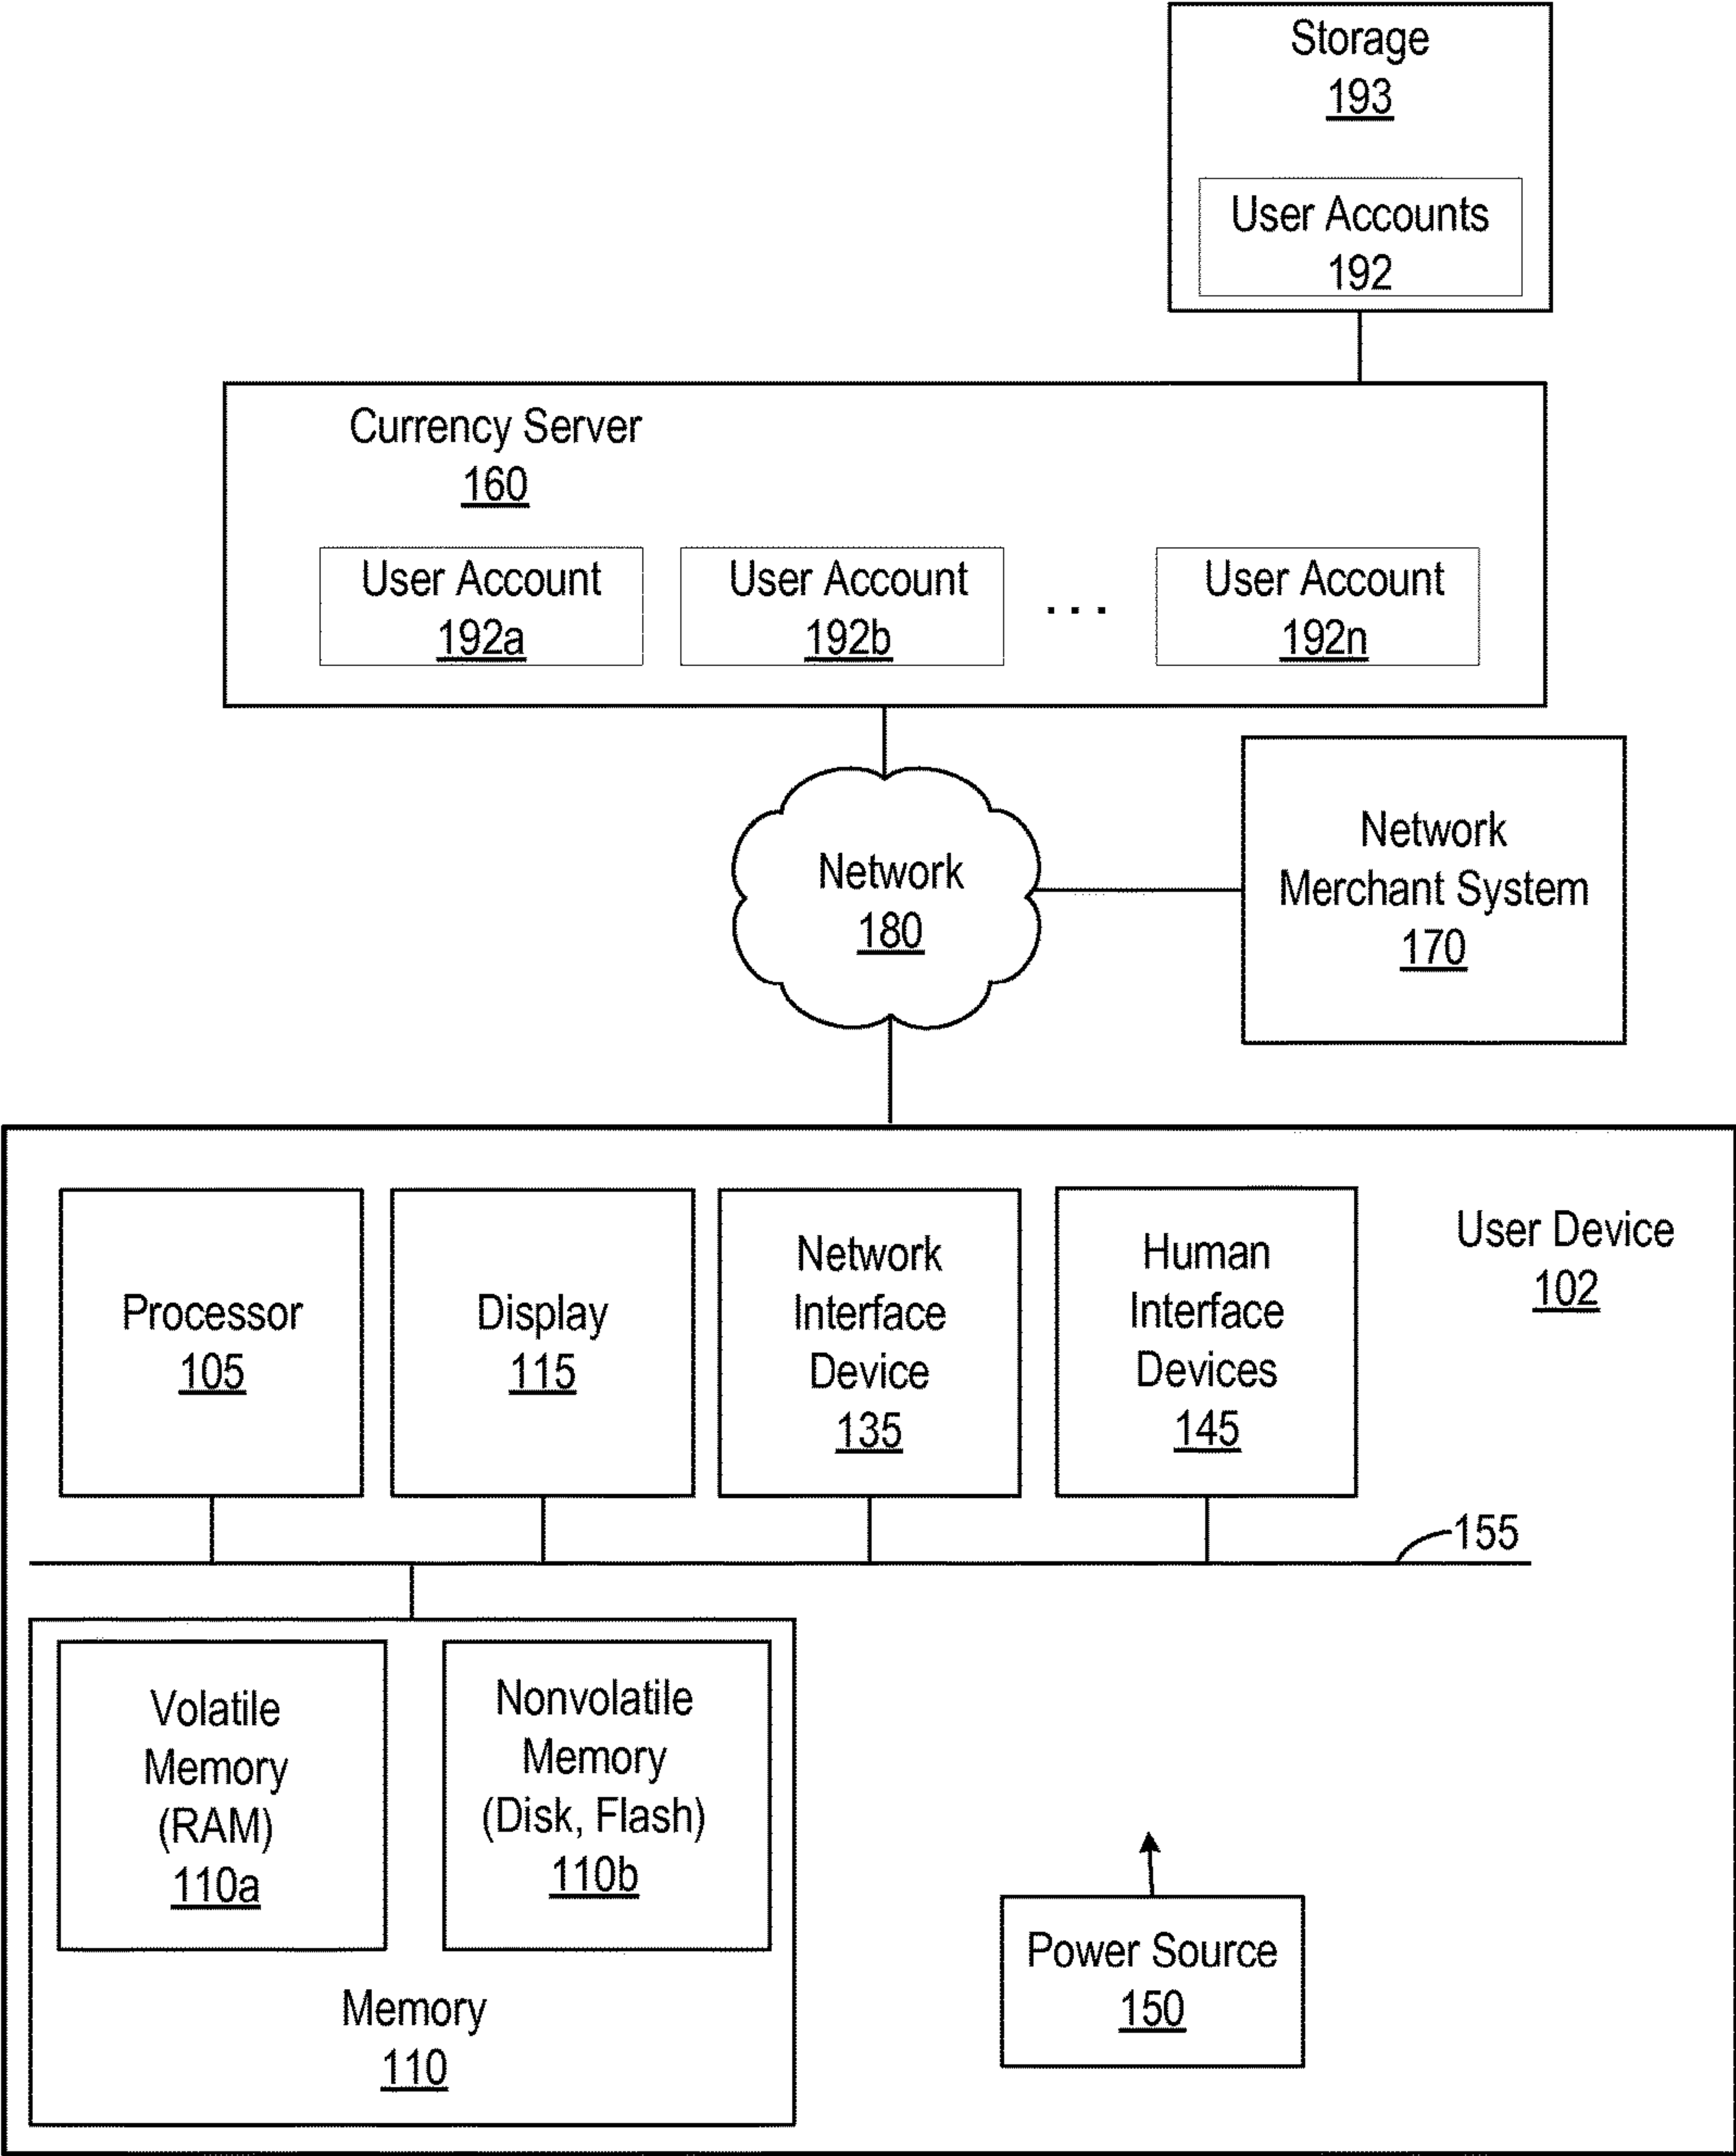 Storage
193
User Accounts
192
Currency Server
160
User Account
192a
User Account
192b
...
User Account
192n
Network
180
Network
Merchant System
170
User Device
102
Processor
105
Display
115
Network
Interface
Device
135
Human
Interface
Devices
145
155
Volatile
Memory
(RAM)
110a
Nonvolatile
Memory
(Disk, Flash)
110b
Memory
110
Power Source
150